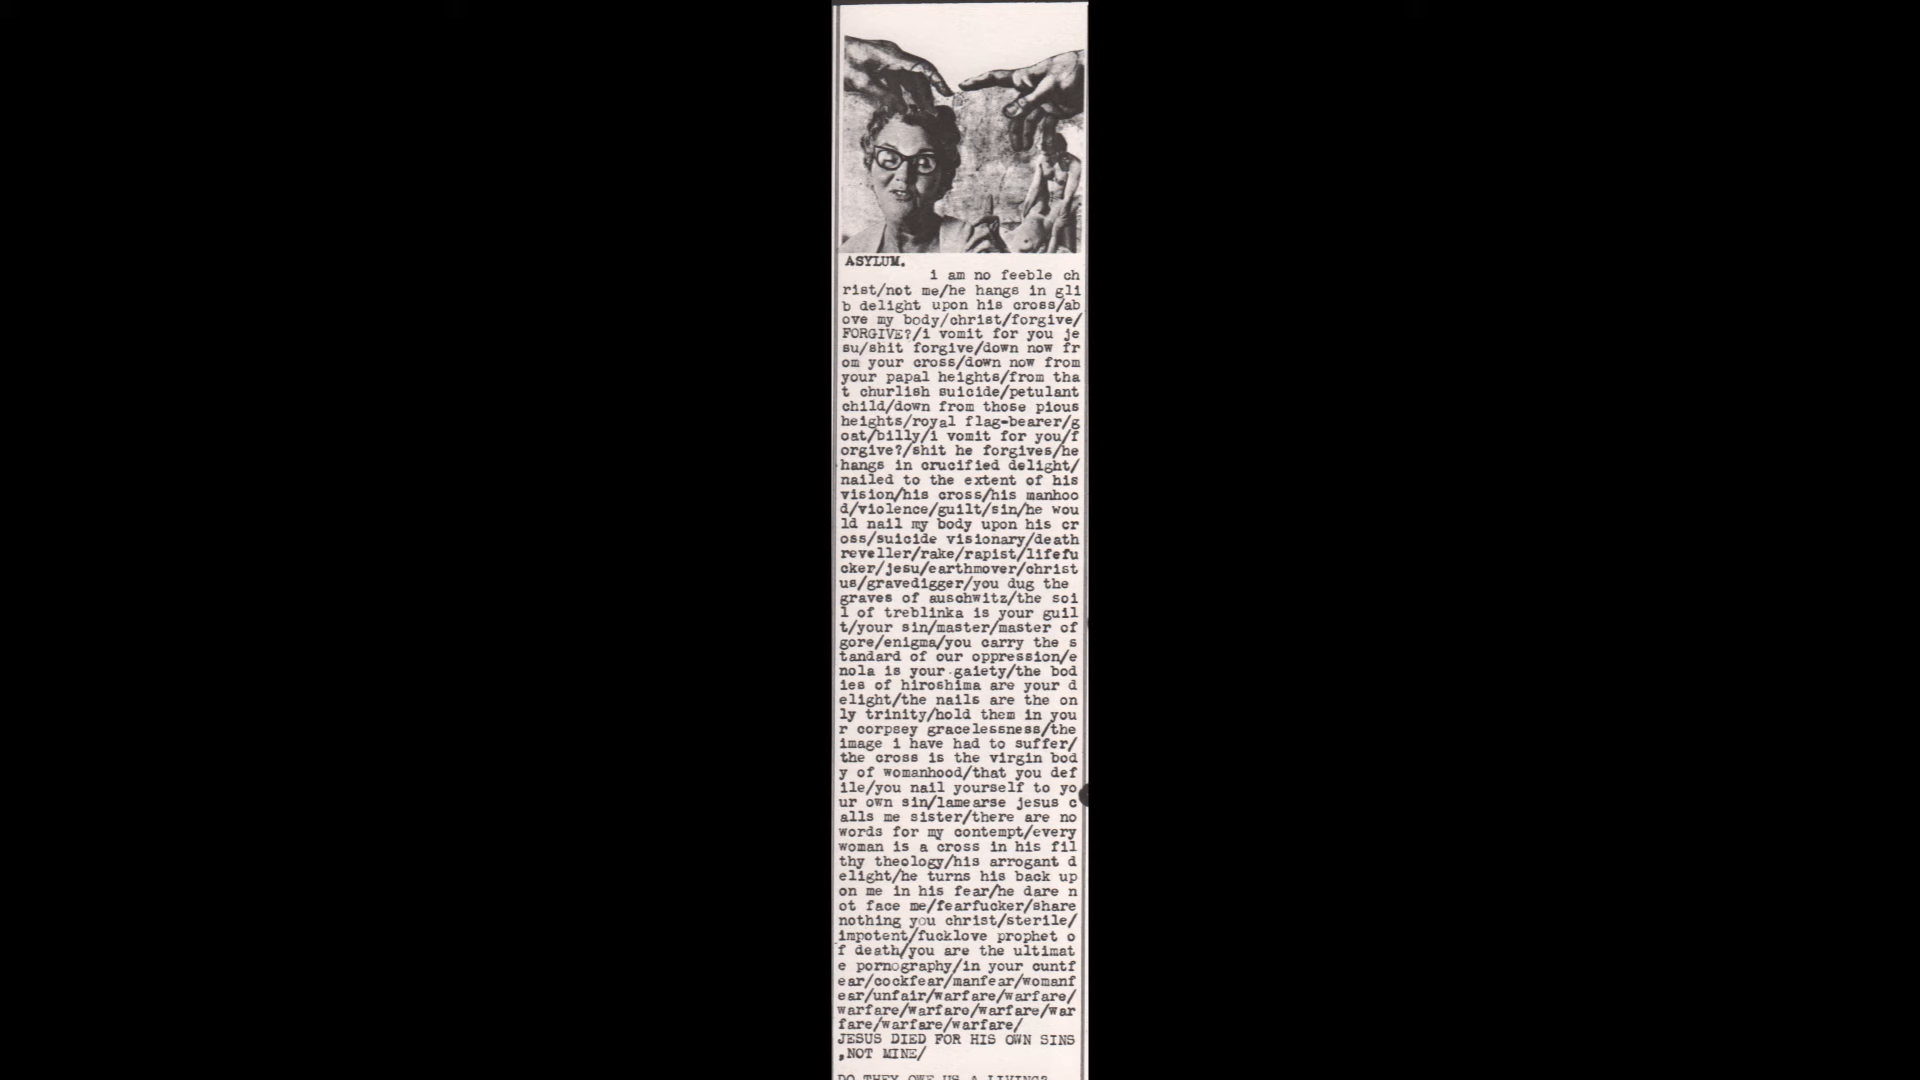 ASYLUM.
i am no feeble ch
rist/not me/he hangs in gli
b delight upon his cross/ab
ove my body/christ/forgive/
FORGIVE?/i vomit for you je
su/shit forgive/down now fr
om your cross/down now from
your papal heights/from tha
t churlish suicide/petulant
child/down from those pious
heights/royal flag-bearer/g
oat/billy/i vomit for you/f
orgive?/shit he forgives/he
hangs in crucified delight/
nailed to the extent of his
vision/his cross/his manhoo
d/violence/guilt/sin/he wou
ld nail my body upon his cr
oss/suicide visionary/death
reveller/rake/rapist/lifefu
cker/jesu/earthmover/christ
us/gravedigger/you dug the
graves of auschwitz/the soi
l of treblinka is your guil
t/your sin/master/master of
gore/enigma/you carry the s
tandard of our oppression/e
nola is your gaiety/the bod
ies of hiroshima are your d
elight/the nails are the on
ly trinity/hold them in you
r corpsey gracelessness/the
image i have had to suffer/
the cross is the virgin bod
y of womanhood/that you def
ile/you nail yourself to yo
ur own sin/lamearse jesus c
alls me sister/there are no
words for my contempt/every
woman is a cross in his fil
thy theology/his arrogant d
elight/he turns his back up
on me in his fear/he dare n
ot face me/fearfucker/share
nothing you christ/sterile/
impotent/fucklove prophet o
f death/you are the ultimat
e pornography/in your cuntf
ear/cockfear/manfear/womanf
ear/unfair/warfare/warfare/
warfare/warfare/warfare/war
fare/warfare/warfare/
JESUS DIED FOR HIS OWN SINS
,NOT MINE/
DO THEY OWE US A LIVING?